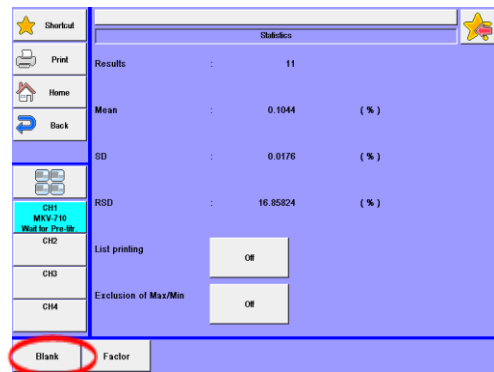 Shortcut
Statistics
Print
Results : 11
Home
Mean : 0.1044 ( % )
Back
SD : 0.0176 ( % )
RSD : 16.85824 ( % )
CH1
MKV-710
Wait for Pre-titr.
CH2
List printing Off
CH3
Exclusion of Max/Min Off
CH4
Blank Factor